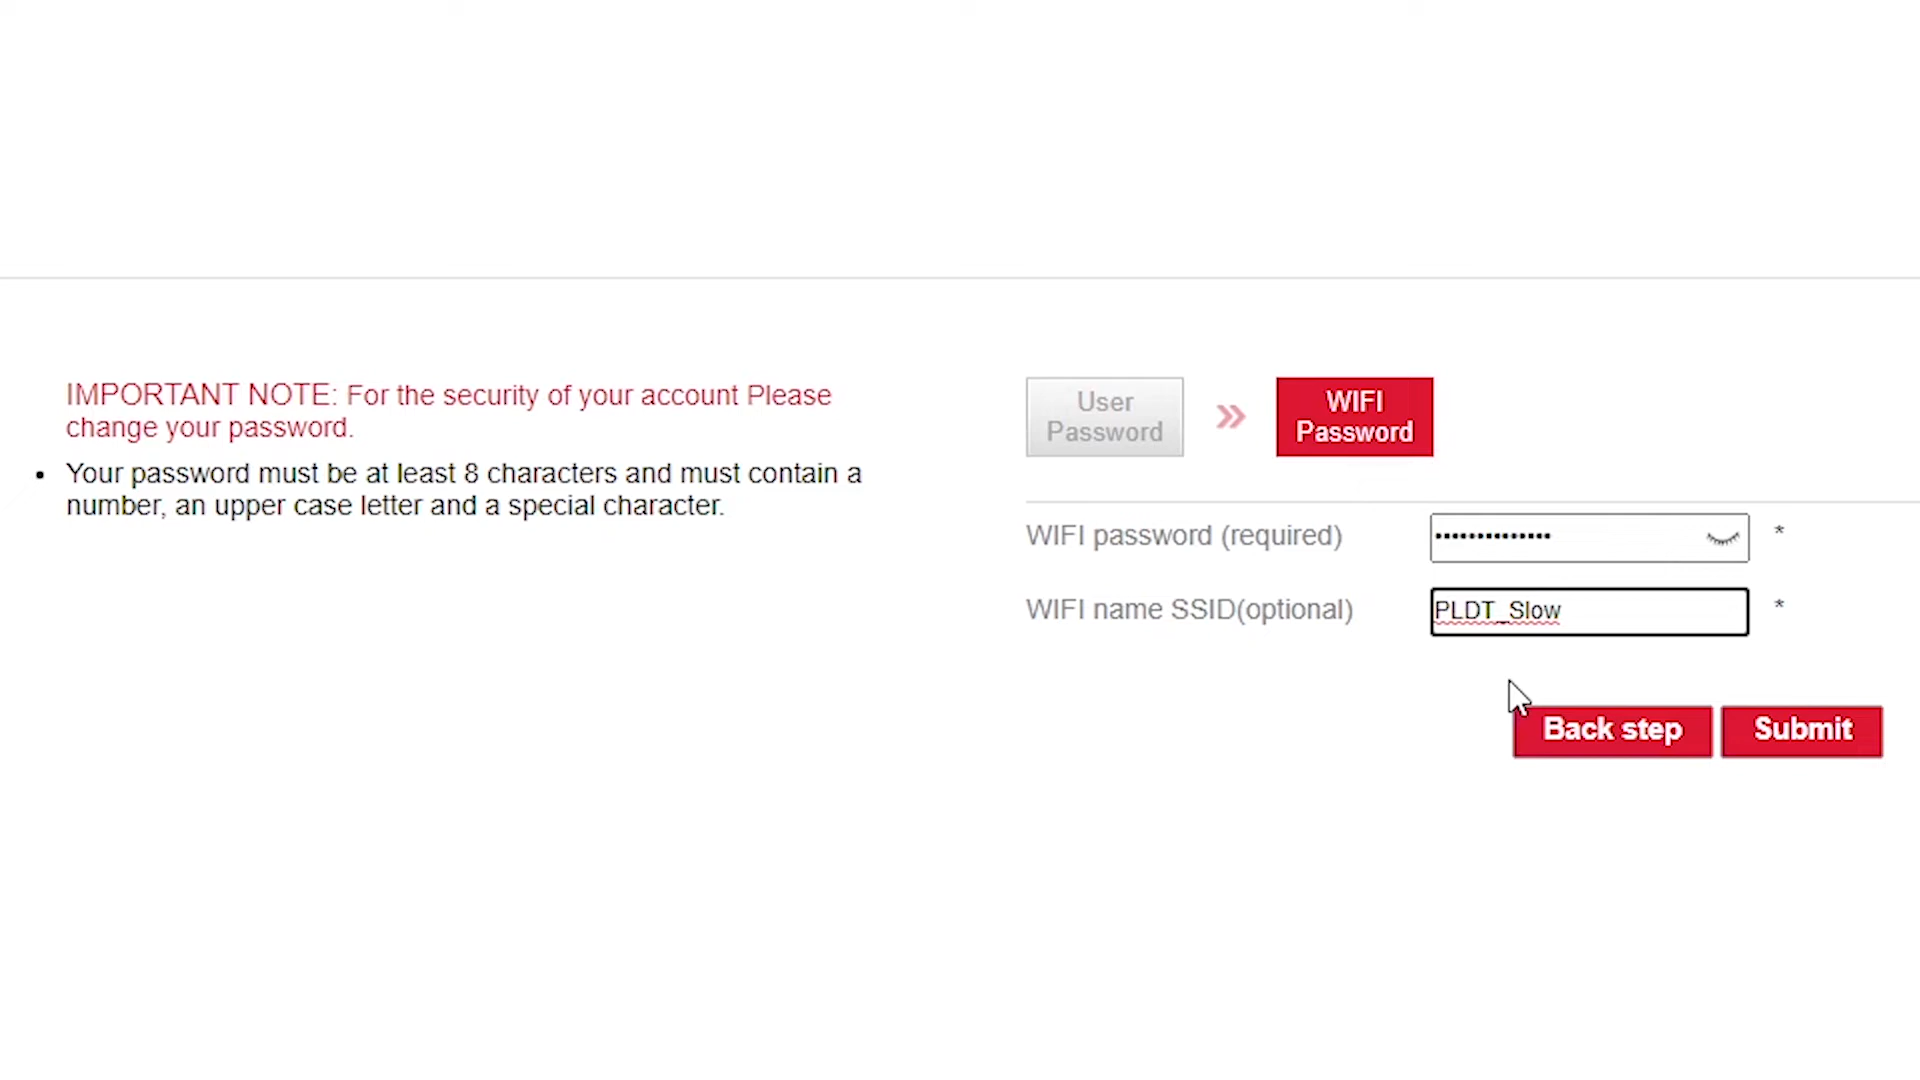 IMPORTANT NOTE: For the security of your account Please
change your password.
• Your password must be at least 8 characters and must contain a
number, an upper case letter and a special character.
User
Password
»
WIFI
Password
WIFI password (required)
•••••••••••••• *
WIFI name SSID(optional)
PLDT_Slow *
Back step
Submit